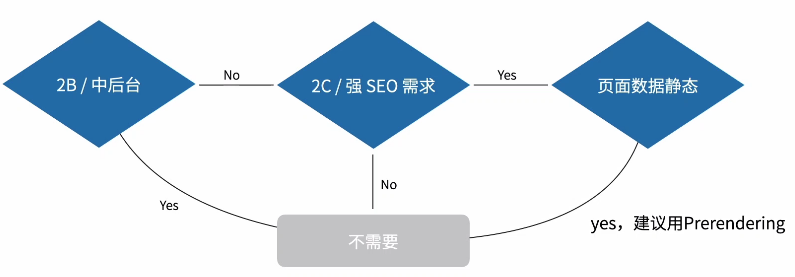 2B / 中后台
No
2C / 强 SEO 需求
Yes
页面数据静态
No
Yes
yes，建议用Prerendering
不需要